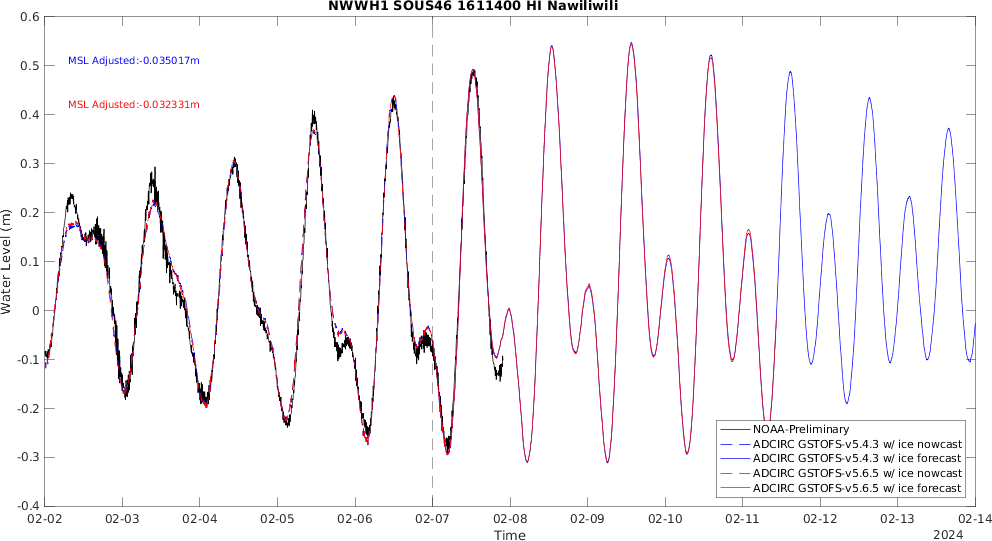 NWWH1 SOUS46 1611400 HI Nawiliwili
0.6
0.5
0.4
0.3
0.2
0.1
0
-0.1
-0.2
-0.3
-0.4
Water Level (m)
MSL Adjusted:-0.035017m
MSL Adjusted:-0.032331m
NOAA-Preliminary
ADCIRC GSTOFS-v5.4.3 w/ ice nowcast
ADCIRC GSTOFS-v5.4.3 w/ ice forecast
ADCIRC GSTOFS-v5.6.5 w/ ice nowcast
ADCIRC GSTOFS-v5.6.5 w/ ice forecast
02-02 02-03 02-04 02-05 02-06 02-07 02-08 02-09 02-10 02-11 02-12 02-13 02-14
Time
2024